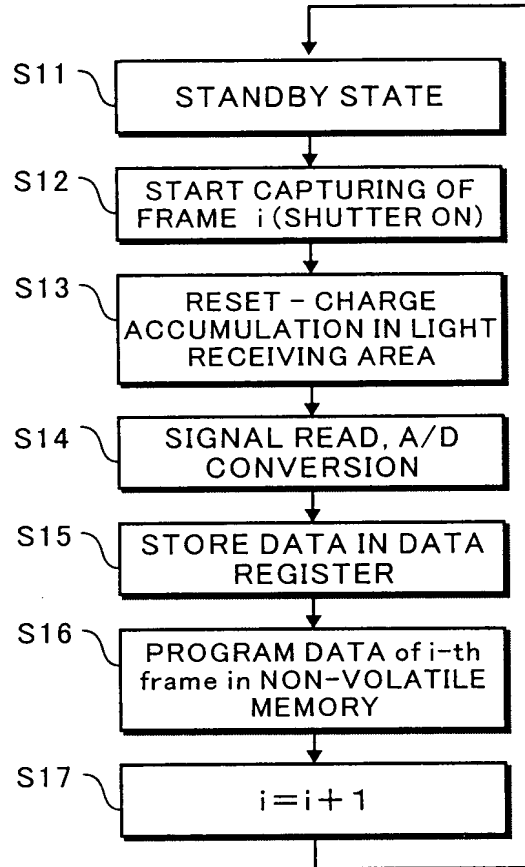 S11
STANDBY STATE
S12
START CAPTURING OF
FRAME i (SHUTTER ON)
S13
RESET - CHARGE
ACCUMULATION IN LIGHT
RECEIVING AREA
S14
SIGNAL READ, A/D
CONVERSION
S15
STORE DATA IN DATA
REGISTER
S16
PROGRAM DATA of i-th
frame in NON-VOLATILE
MEMORY
S17
i=i+1